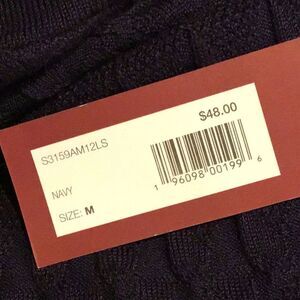 $48.00
S3159AM12LS
NAVY
SIZE: M
1 96098 00199 6